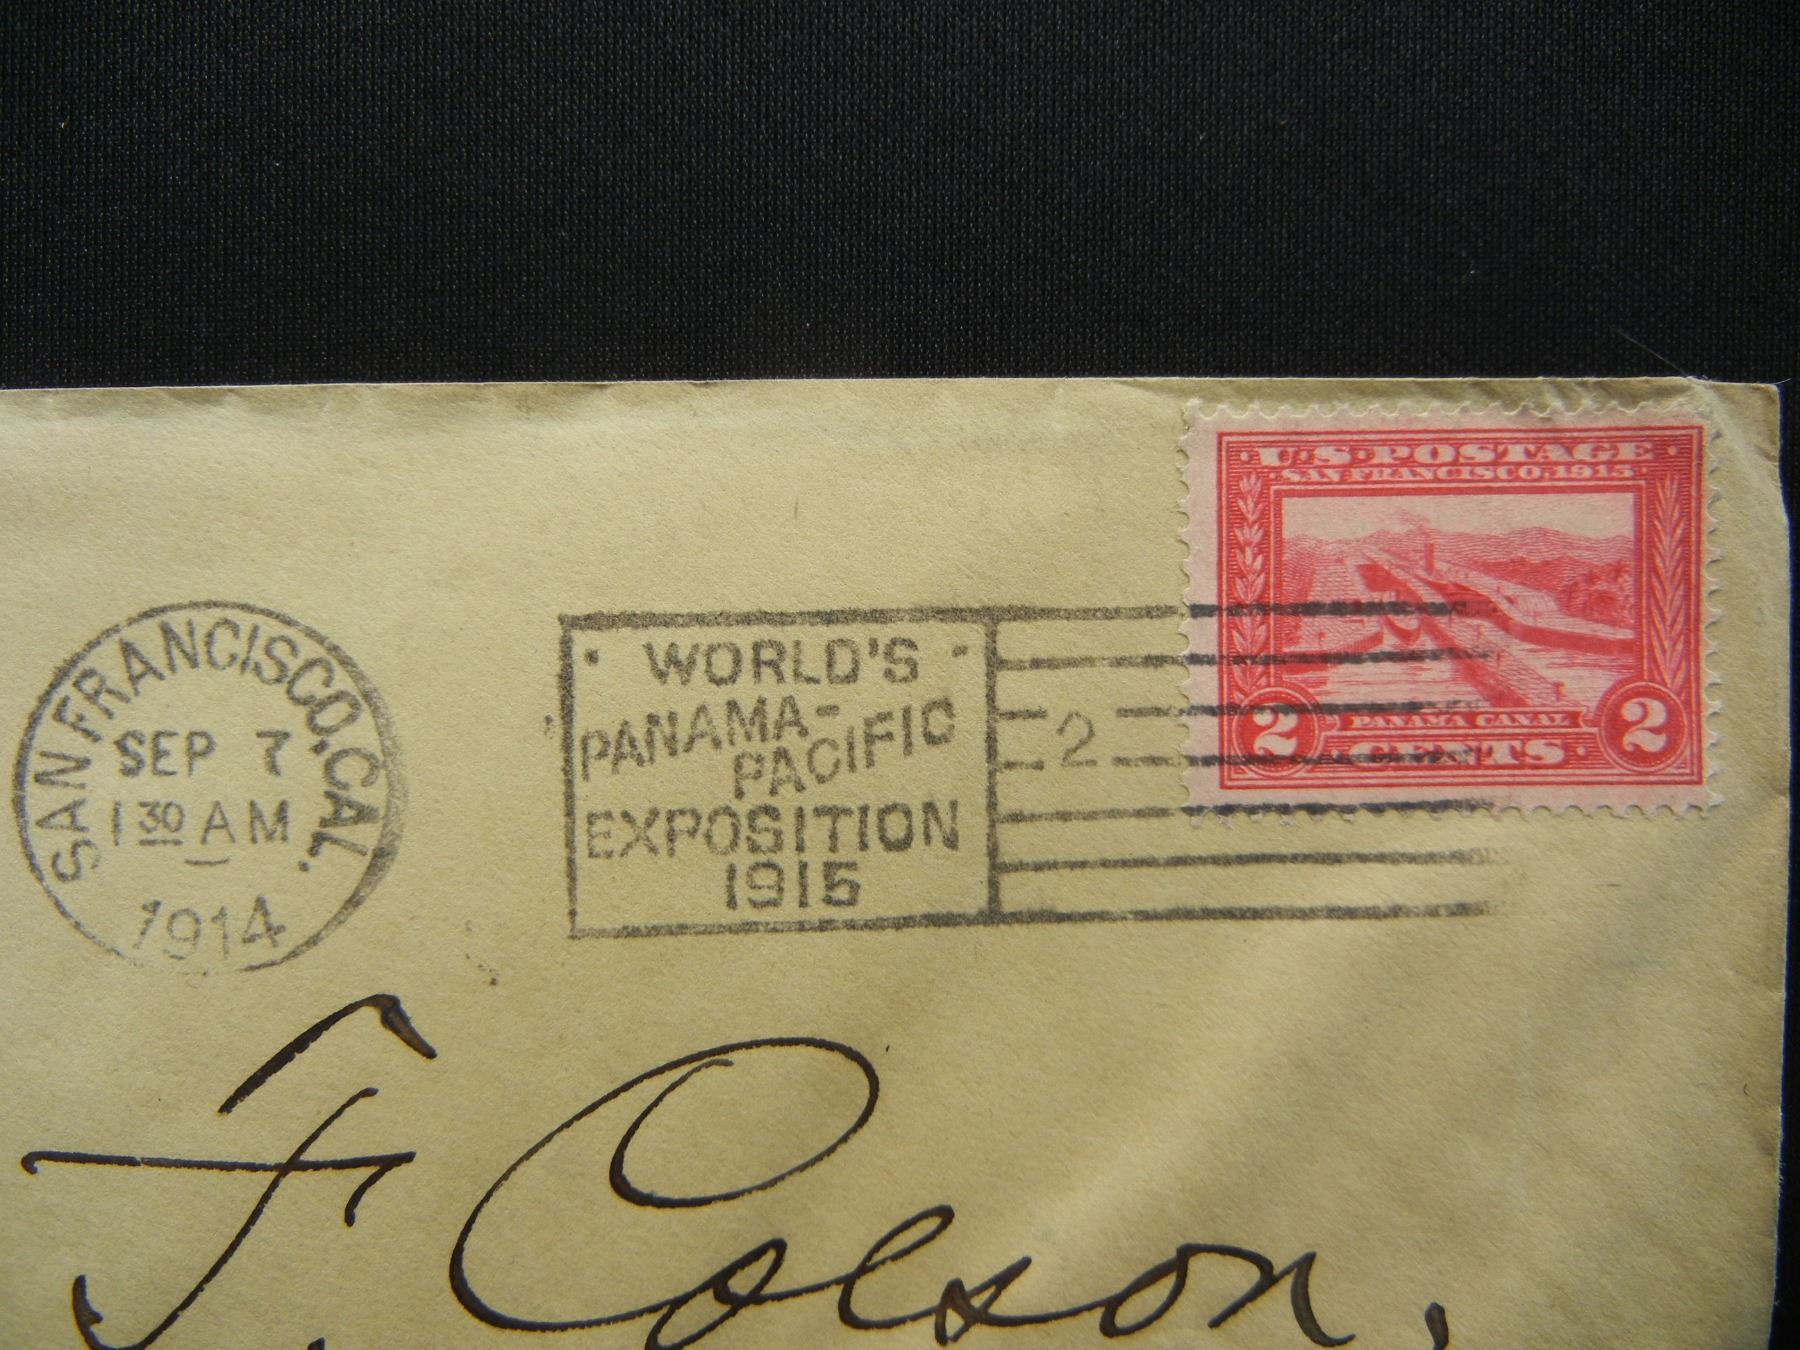 U.S. POSTAGE
SAN FRANCISCO, 1915
PANAMA CANAL
2 CENTS 2
SAN FRANCISCO, CAL.
SEP 7
1 30 AM
1914
WORLD'S
PANAMA-
PACIFIC
EXPOSITION
1915
2
F. Colson,